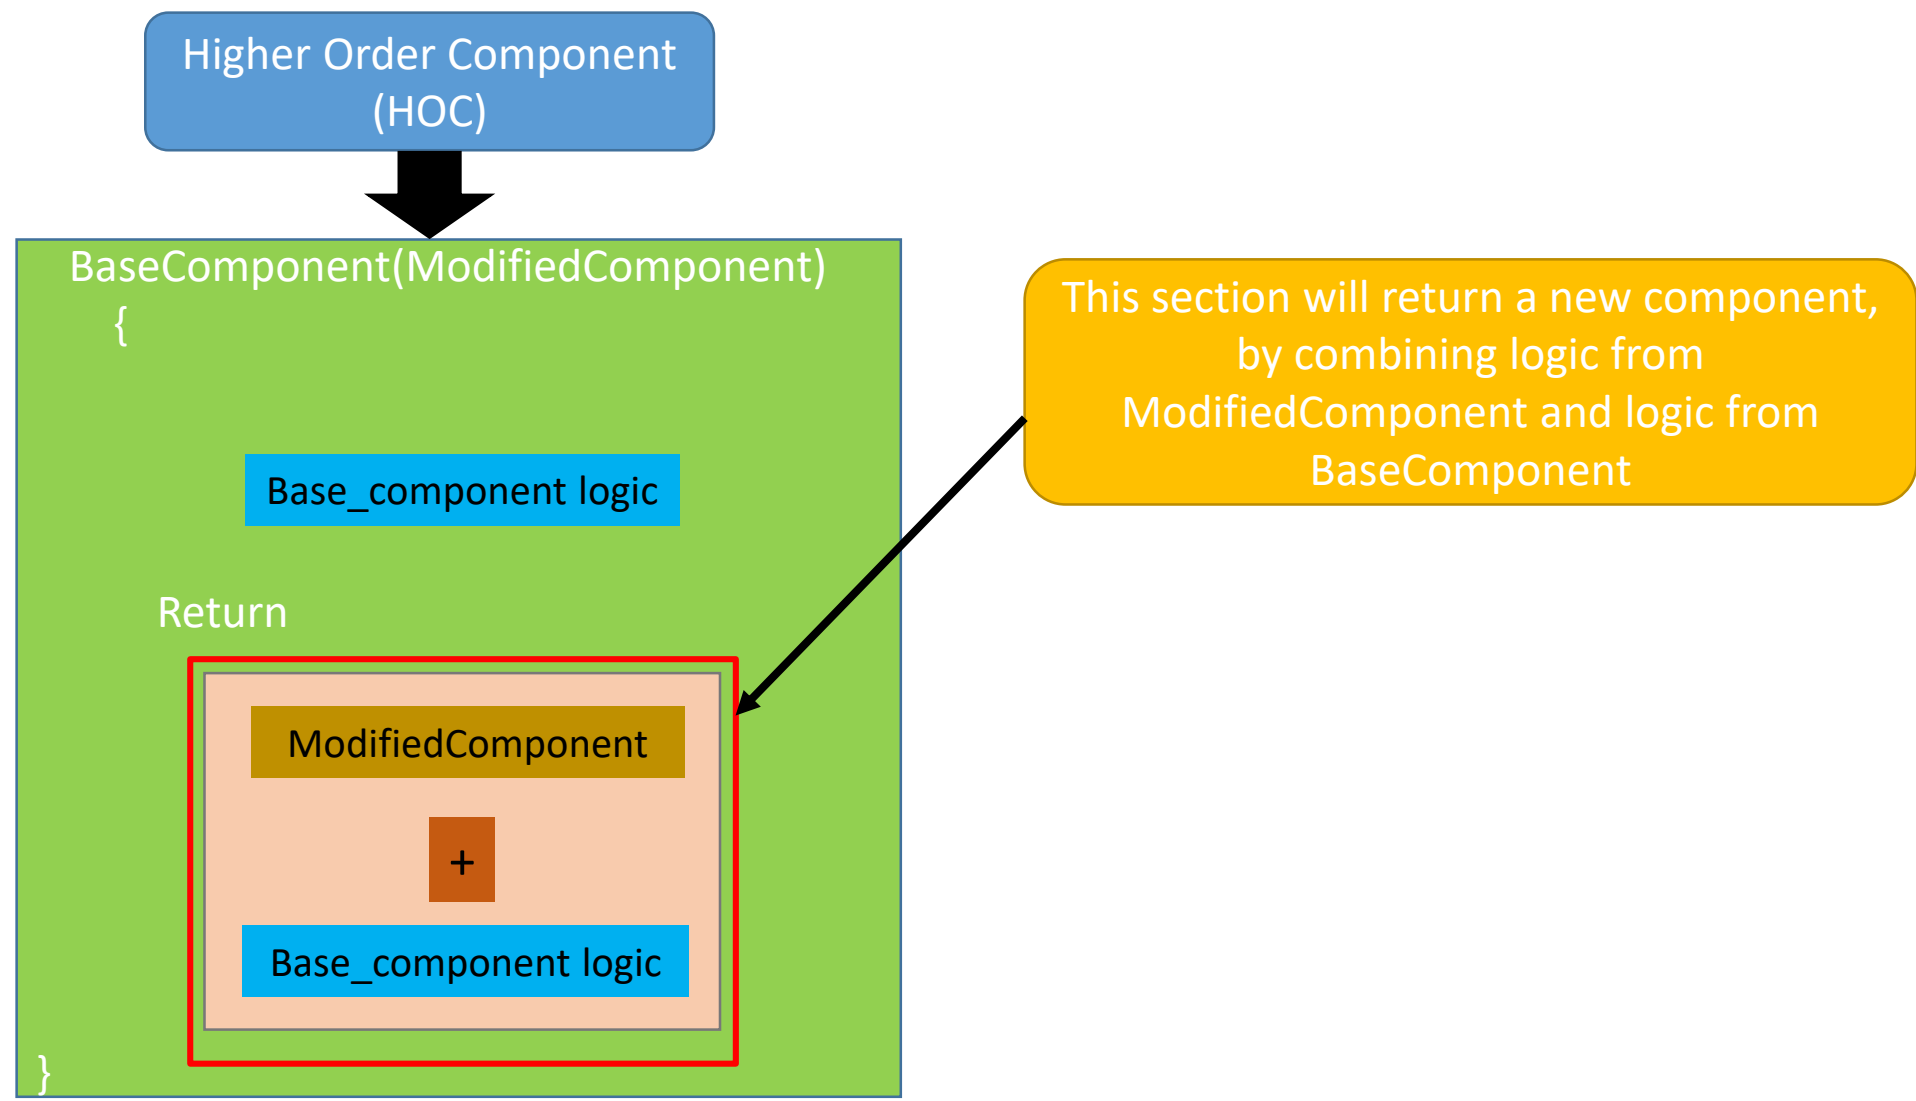 Higher Order Component
(HOC)
BaseComponent(ModifiedComponent)
{
Base_component logic
Return
ModifiedComponent
+
Base_component logic
}
This section will return a new component,
by combining logic from
ModifiedComponent and logic from
BaseComponent